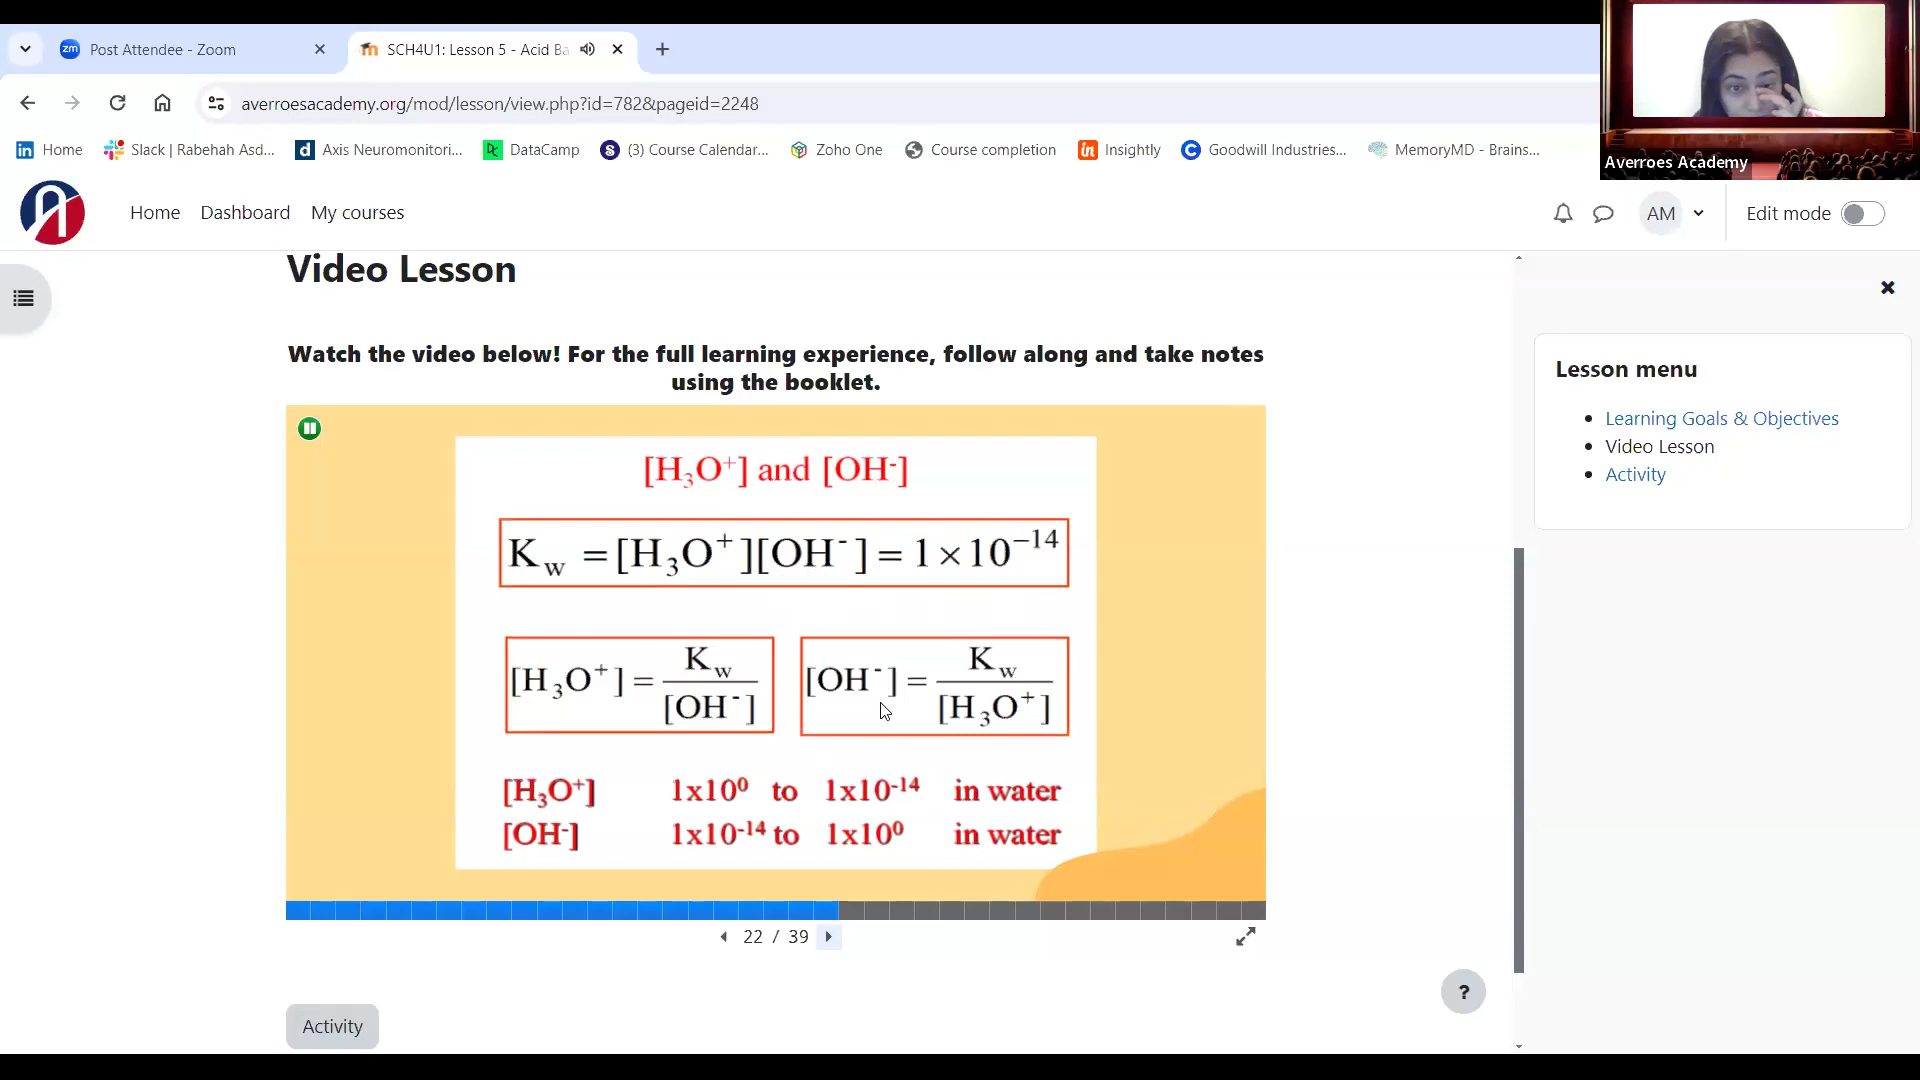 Post Attendee - Zoom
SCH4U1: Lesson 5 - Acid Ba
averroesacademy.org/mod/lesson/view.php?id=782&pageid=2248
Home
Slack | Rabehah Asd...
Axis Neuromonitori...
DataCamp
(3) Course Calendar...
Zoho One
Course completion
Insightly
Goodwill Industries...
MemoryMD - Brains...
Averroes Academy
Home
Dashboard
My courses
AM
Edit mode
Video Lesson
Watch the video below! For the full learning experience, follow along and take notes
using the booklet.
[H₃O⁺] and [OH⁻]
K_w = [H₃O⁺][OH⁻] = 1 × 10⁻¹⁴
[H₃O⁺] = K_w / [OH⁻]
[OH⁻] = K_w / [H₃O⁺]
[H₃O⁺] 1x10⁰ to 1x10⁻¹⁴ in water
[OH⁻] 1x10⁻¹⁴ to 1x10⁰ in water
22 / 39
Activity
?
Lesson menu
Learning Goals & Objectives
Video Lesson
Activity